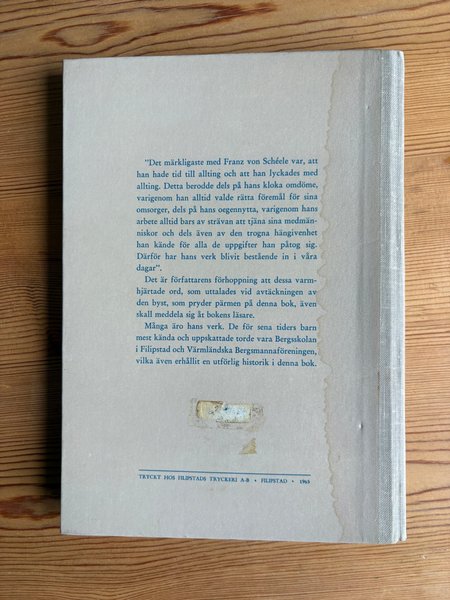 "Det märkligaste med Franz von Schéele var, att
han hade tid till allting och att han lyckades med
allting. Detta berodde dels på hans kloka omdöme,
varigenom han alltid valde rätta föremål för sina
omsorger, dels på hans oegennytta, varigenom hans
arbete alltid bars av strävan att tjäna sina medmän-
niskor och dels även av den trogna hängivenhet
han kände för alla de uppgifter han påtog sig.
Därför har hans verk blivit bestående in i våra
dagar".
Det är författarens förhoppning att dessa varm-
hjärtade ord, som uttalades vid avtäckningen av
den byst, som pryder pärmen på denna bok, även
skall meddela sig åt bokens läsare.
Många äro hans verk. De för sena tiders barn
mest kända och uppskattade torde vara Bergsskolan
i Filipstad och Värmländska Bergsmannaföreningen,
vilka även erhållit en utförlig historik i denna bok.
TRYCKT HOS FILIPSTADS TRYCKERI A-B • FILIPSTAD • 1963